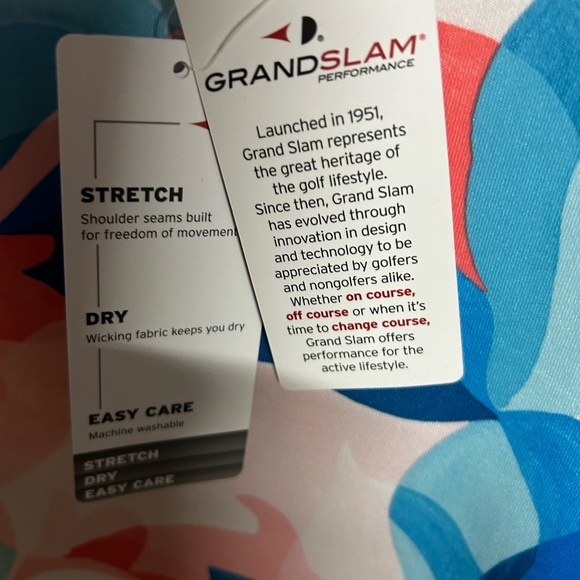 STRETCH
Shoulder seams built
for freedom of movemen
DRY
Wicking fabric keeps you dry
EASY CARE
Machine washable
STRETCH
DRY
EASY CARE
GRANDSLAM®
PERFORMANCE
Launched in 1951,
Grand Slam represents
the great heritage of
the golf lifestyle.
Since then, Grand Slam
has evolved through
innovation in design
and technology to be
appreciated by golfers
and nongolfers alike.
Whether on course,
off course or when it's
time to change course,
Grand Slam offers
performance for the
active lifestyle.